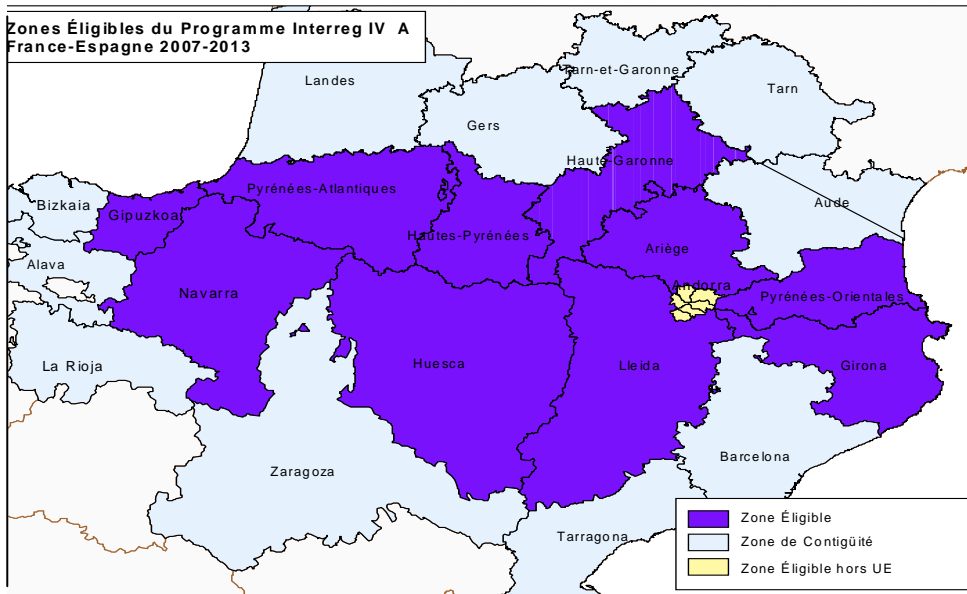 Zones Éligibles du Programme Interreg IV A
France-Espagne 2007-2013
Landes
Tarn-et-Garonne
Tarn
Gers
Haute-Garonne
Pyrénées-Atlantiques
Bizkaia
Gipuzkoa
Aude
Hautes-Pyrénées
Ariège
Alava
Andorra
Navarra
Pyrénées-Orientales
La Rioja
Huesca
Lleida
Girona
Zaragoza
Barcelona
Tarragona
Zone Éligible
Zone de Contigüité
Zone Éligible hors UE